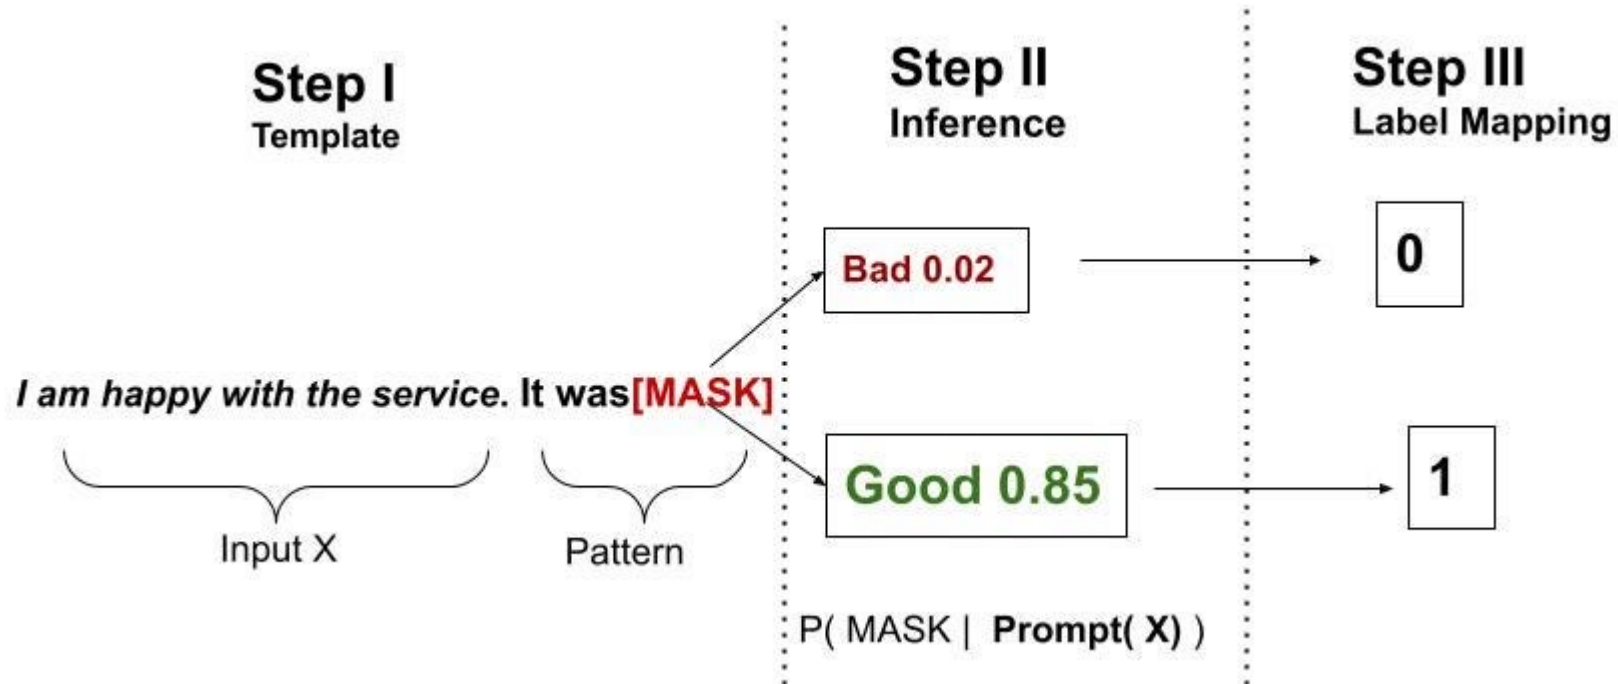 Step I
Template
Step II
Inference
Step III
Label Mapping
Bad 0.02
0
I am happy with the service. It was[MASK]
Good 0.85
1
Input X
Pattern
P( MASK | Prompt( X) )